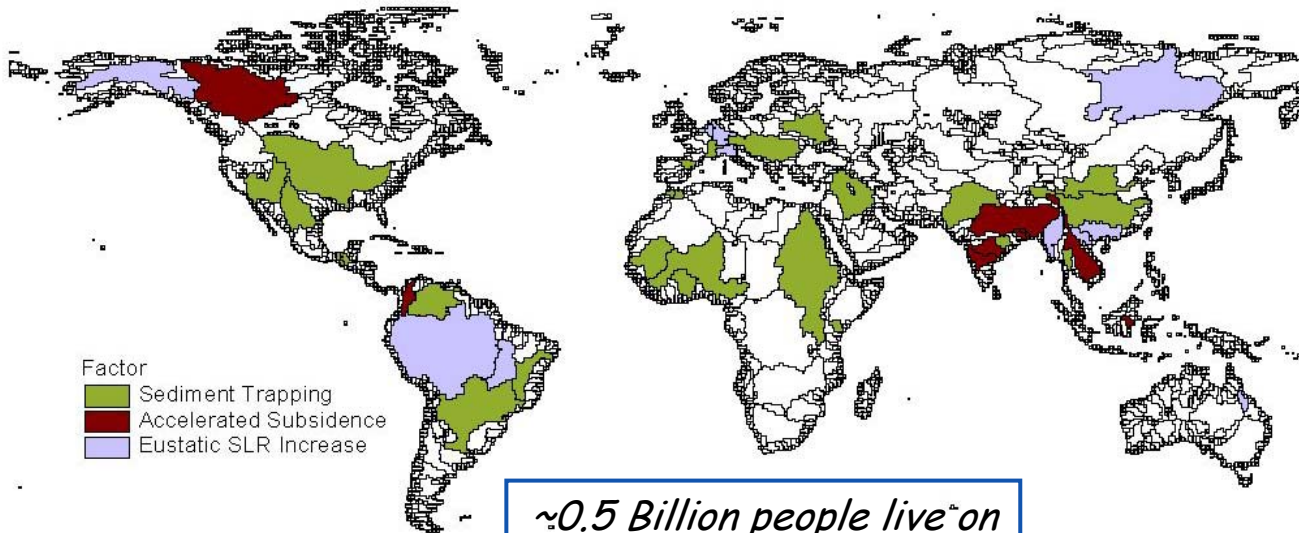 Factor
Sediment Trapping
Accelerated Subsidence
Eustatic SLR Increase
~0.5 Billion people live on